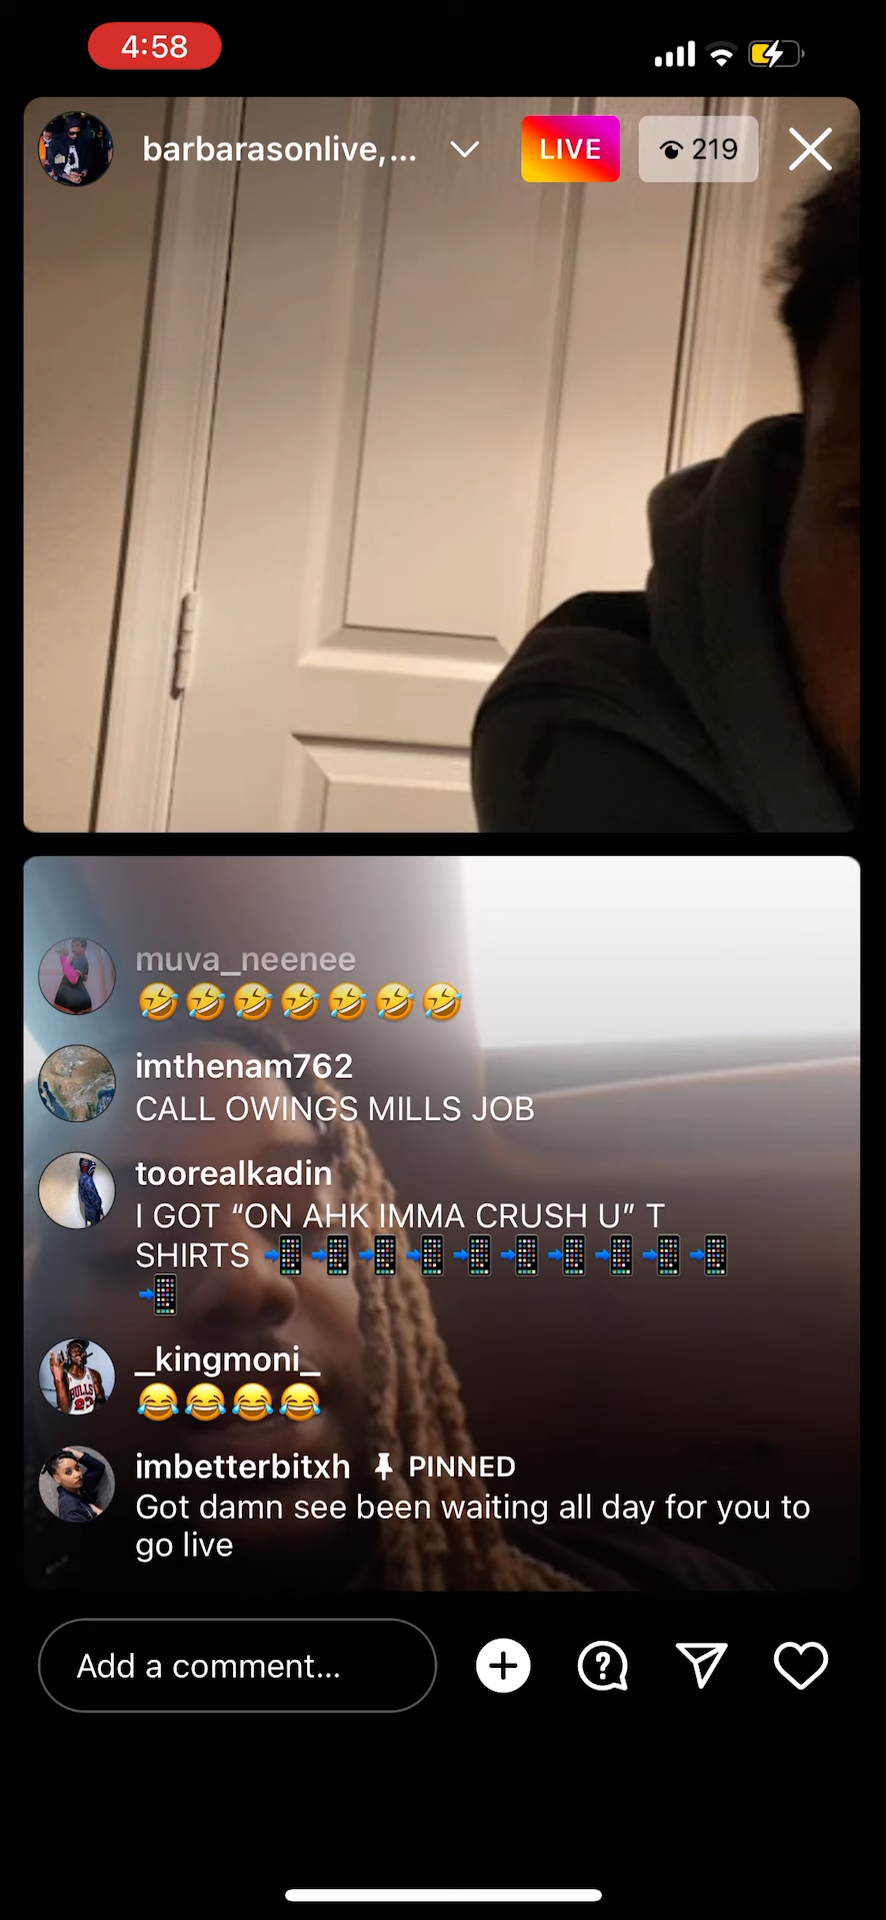 4:58
barbarasonlive,...
LIVE
219
muva_neenee
🤣🤣🤣🤣🤣🤣🤣
imthenam762
CALL OWINGS MILLS JOB
toorealkadin
I GOT “ON AHK IMMA CRUSH U” T
SHIRTS 📲📲📲📲📲📲📲📲📲📲
📲
_kingmoni_
😂😂😂😂
imbetterbitxh 📌 PINNED
Got damn see been waiting all day for you to
go live
Add a comment...